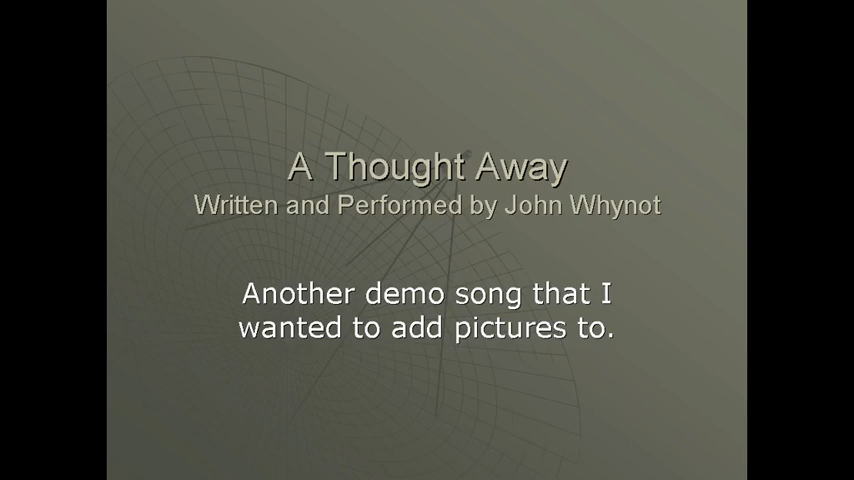 A Thought Away
Written and Performed by John Whynot
Another demo song that I
wanted to add pictures to.